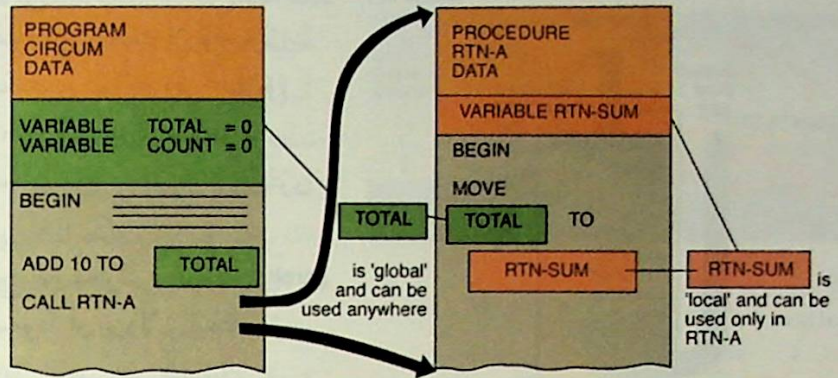 PROGRAM
CIRCUM
DATA
VARIABLE TOTAL = 0
VARIABLE COUNT = 0
BEGIN
ADD 10 TO TOTAL
CALL RTN-A
TOTAL
is 'global'
and can be
used anywhere
PROCEDURE
RTN-A
DATA
VARIABLE RTN-SUM
BEGIN
MOVE
TOTAL TO
RTN-SUM
RTN-SUM is
'local' and can be
used only in
RTN-A